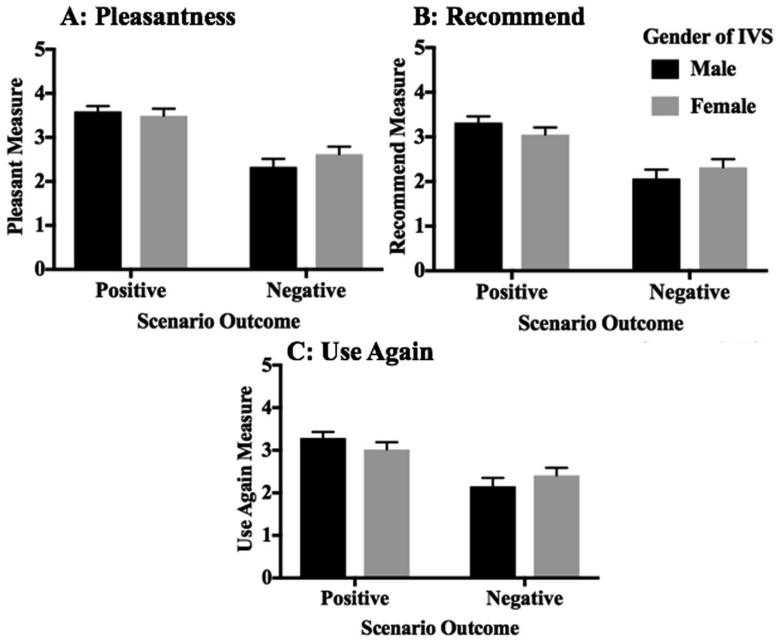 A: Pleasantness
5
4
3
2
1
0
Pleasant Measure
Positive Negative
Scenario Outcome
B: Recommend
5
4
3
2
1
0
Recommend Measure
Positive Negative
Scenario Outcome
Gender of IVS
Male
Female
C: Use Again
5
4
3
2
1
0
Use Again Measure
Positive Negative
Scenario Outcome